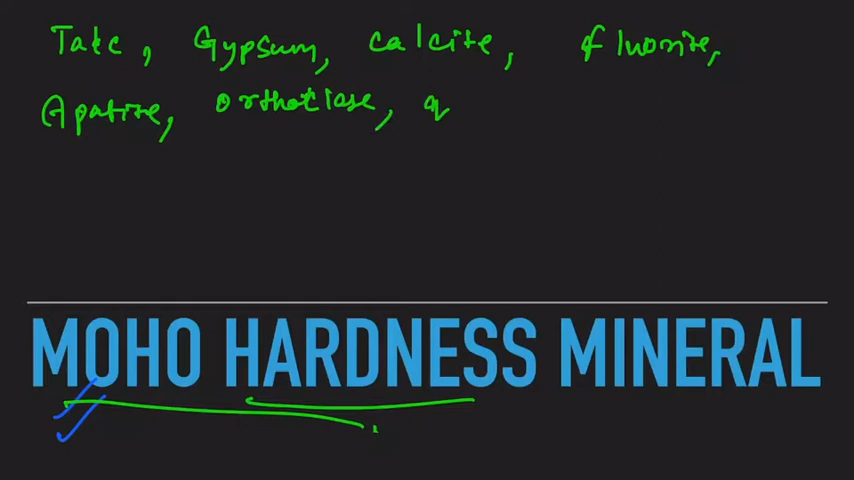 Talc, Gypsum, calcite, fluorite,
Apatite, orthoclase, q
MOHO HARDNESS MINERAL